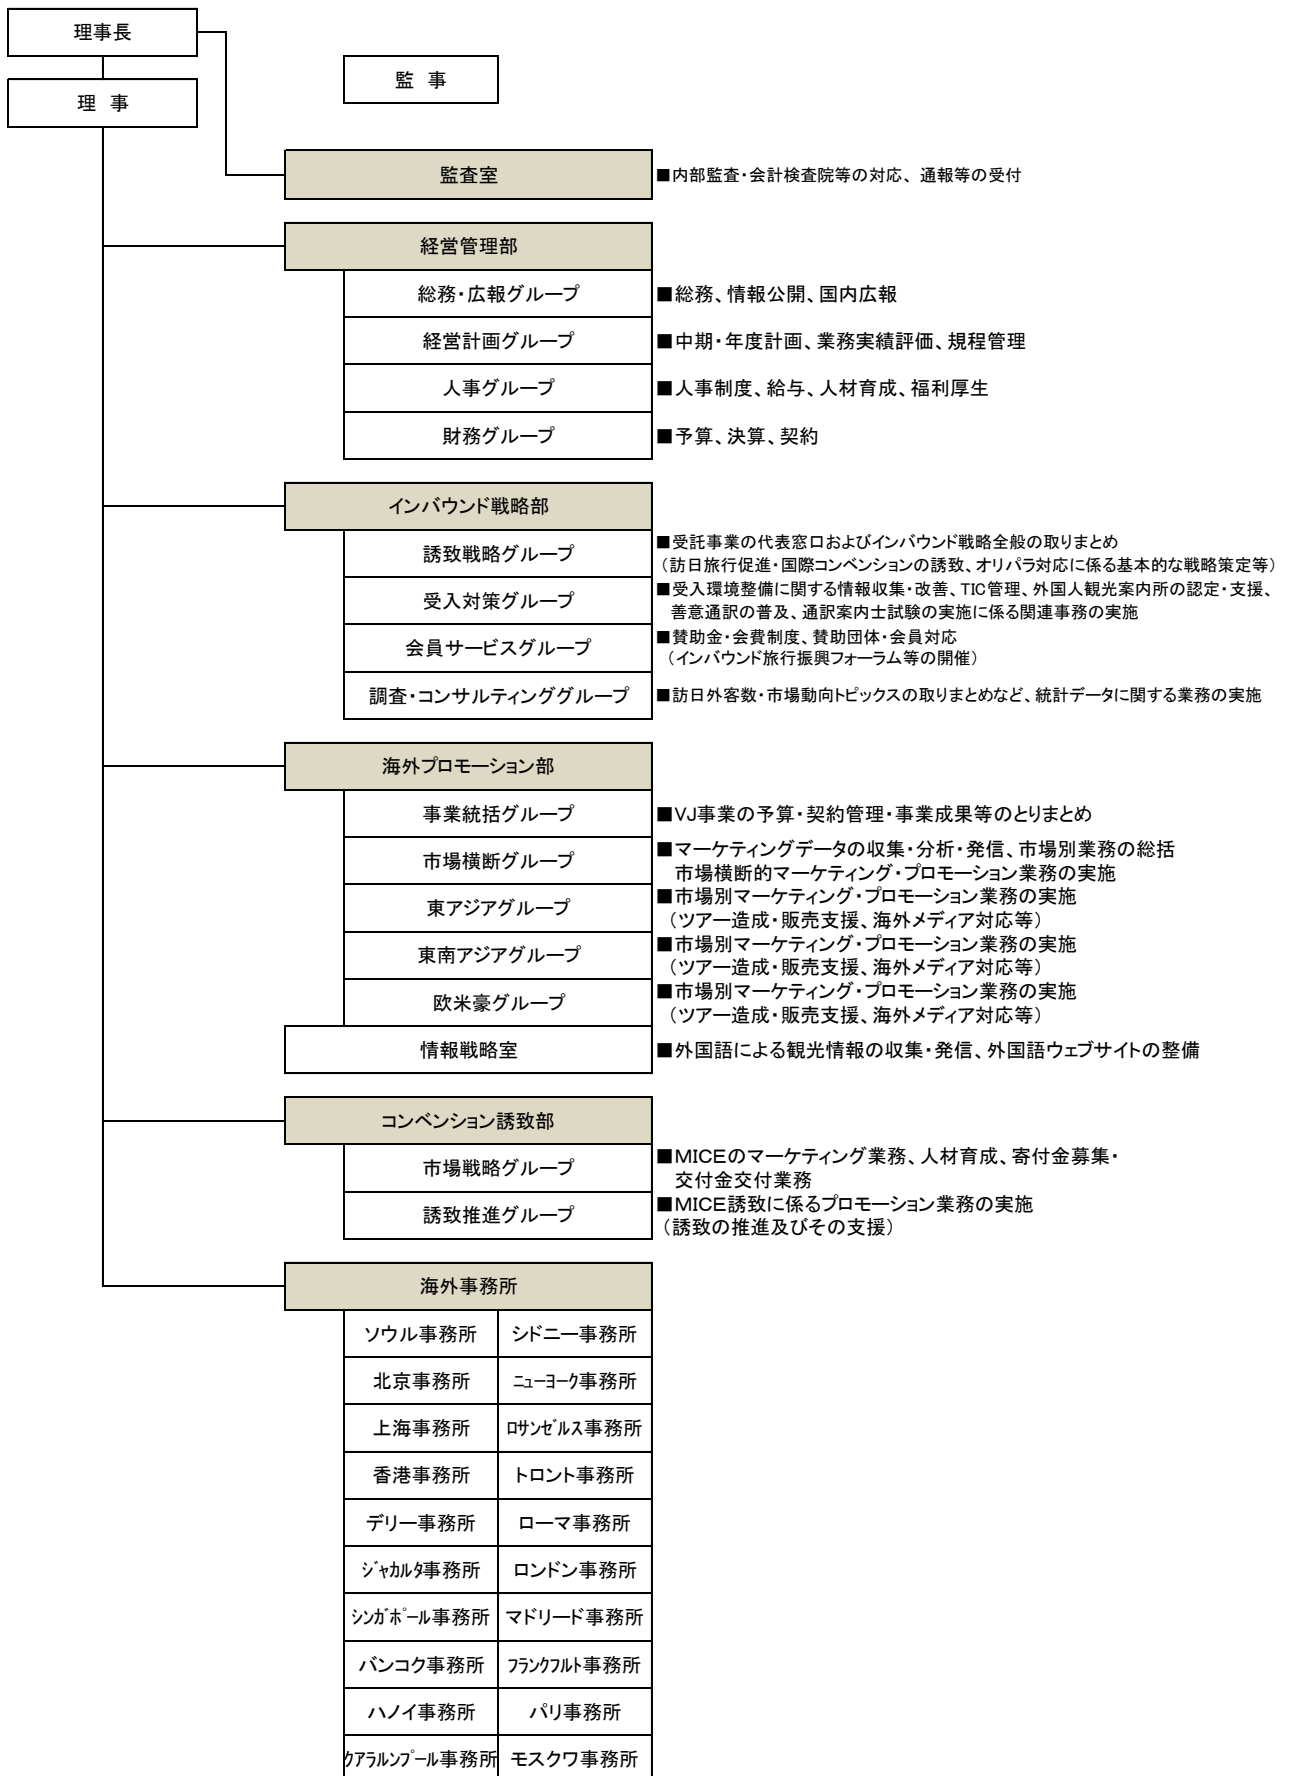 理事長
監 事
理 事
監査室
■内部監査・会計検査院等の対応、通報等の受付
経営管理部
総務・広報グループ
■総務、情報公開、国内広報
経営計画グループ
■中期・年度計画、業務実績評価、規程管理
人事グループ
■人事制度、給与、人材育成、福利厚生
財務グループ
■予算、決算、契約
インバウンド戦略部
誘致戦略グループ
■受託事業の代表窓口およびインバウンド戦略全般の取りまとめ
（訪日旅行促進・国際コンベンションの誘致、オリパラ対応に係る基本的な戦略策定等）
受入対策グループ
■受入環境整備に関する情報収集・改善、TIC管理、外国人観光案内所の認定・支援、
善意通訳の普及、通訳案内士試験の実施に係る関連事務の実施
会員サービスグループ
■賛助金・会費制度、賛助団体・会員対応
（インバウンド旅行振興フォーラム等の開催）
調査・コンサルティンググループ
■訪日外客数・市場動向トピックスの取りまとめなど、統計データに関する業務の実施
海外プロモーション部
事業統括グループ
■VJ事業の予算・契約管理・事業成果等のとりまとめ
市場横断グループ
■マーケティングデータの収集・分析・発信、市場別業務の総括
市場横断的マーケティング・プロモーション業務の実施
東アジアグループ
■市場別マーケティング・プロモーション業務の実施
（ツアー造成・販売支援、海外メディア対応等）
東南アジアグループ
■市場別マーケティング・プロモーション業務の実施
（ツアー造成・販売支援、海外メディア対応等）
欧米豪グループ
■市場別マーケティング・プロモーション業務の実施
（ツアー造成・販売支援、海外メディア対応等）
情報戦略室
■外国語による観光情報の収集・発信、外国語ウェブサイトの整備
コンベンション誘致部
市場戦略グループ
■MICEのマーケティング業務、人材育成、寄付金募集・
交付金交付業務
誘致推進グループ
■MICE誘致に係るプロモーション業務の実施
（誘致の推進及びその支援）
海外事務所
ソウル事務所 シドニー事務所
北京事務所 ﾆｭｰﾖｰｸ事務所
上海事務所 ﾛｻﾝｾﾞﾙｽ事務所
香港事務所 トロント事務所
デリー事務所 ローマ事務所
ｼﾞｬｶﾙﾀ事務所 ロンドン事務所
ｼﾝｶﾞﾎﾟｰﾙ事務所 マドリード事務所
バンコク事務所 ﾌﾗﾝｸﾌﾙﾄ事務所
ハノイ事務所 パリ事務所
ｸｱﾗﾙﾝﾌﾟｰﾙ事務所 モスクワ事務所